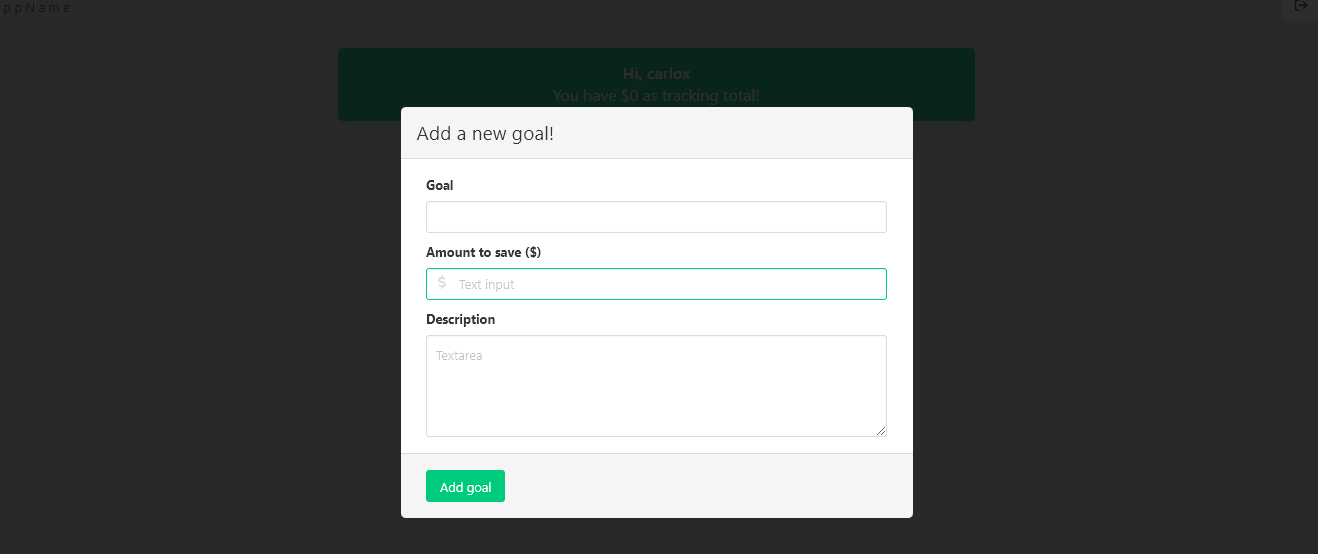 ppName.
Hi, carlox
You have $0 as tracking total!
Add a new goal!
Goal
Amount to save ($)
$ Text input
Description
Textarea
Add goal